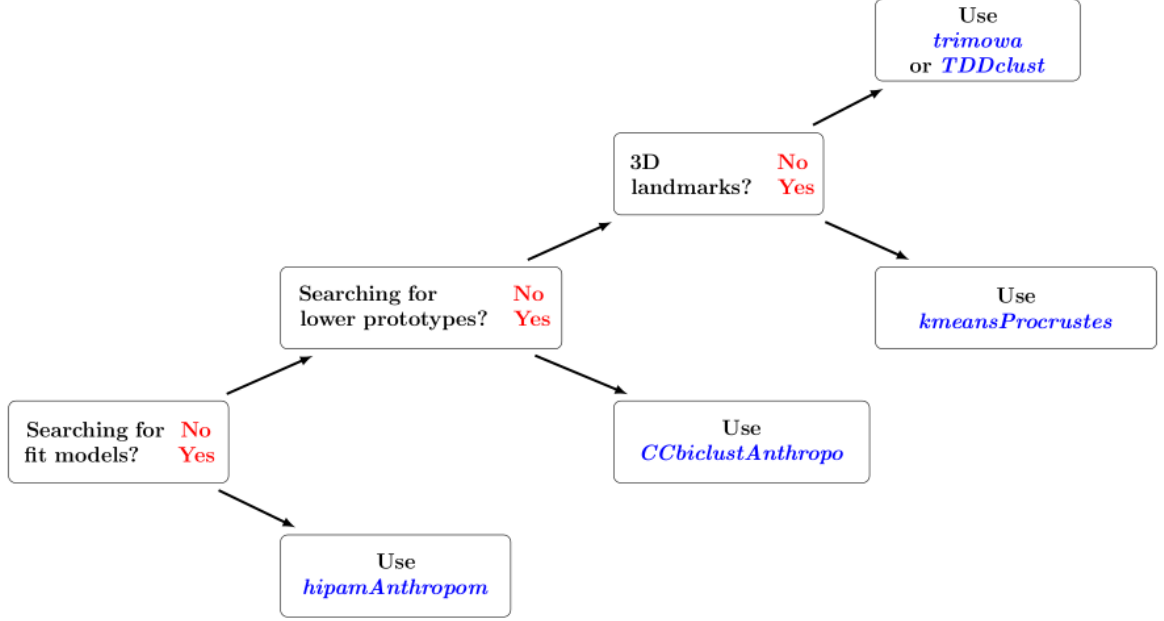 Use
trimowa
or TDDclust
3D No
landmarks? Yes
Searching for No
lower prototypes? Yes
Use
kmeansProcrustes
Searching for No
fit models? Yes
Use
CCbiclustAnthropo
Use
hipamAnthropom